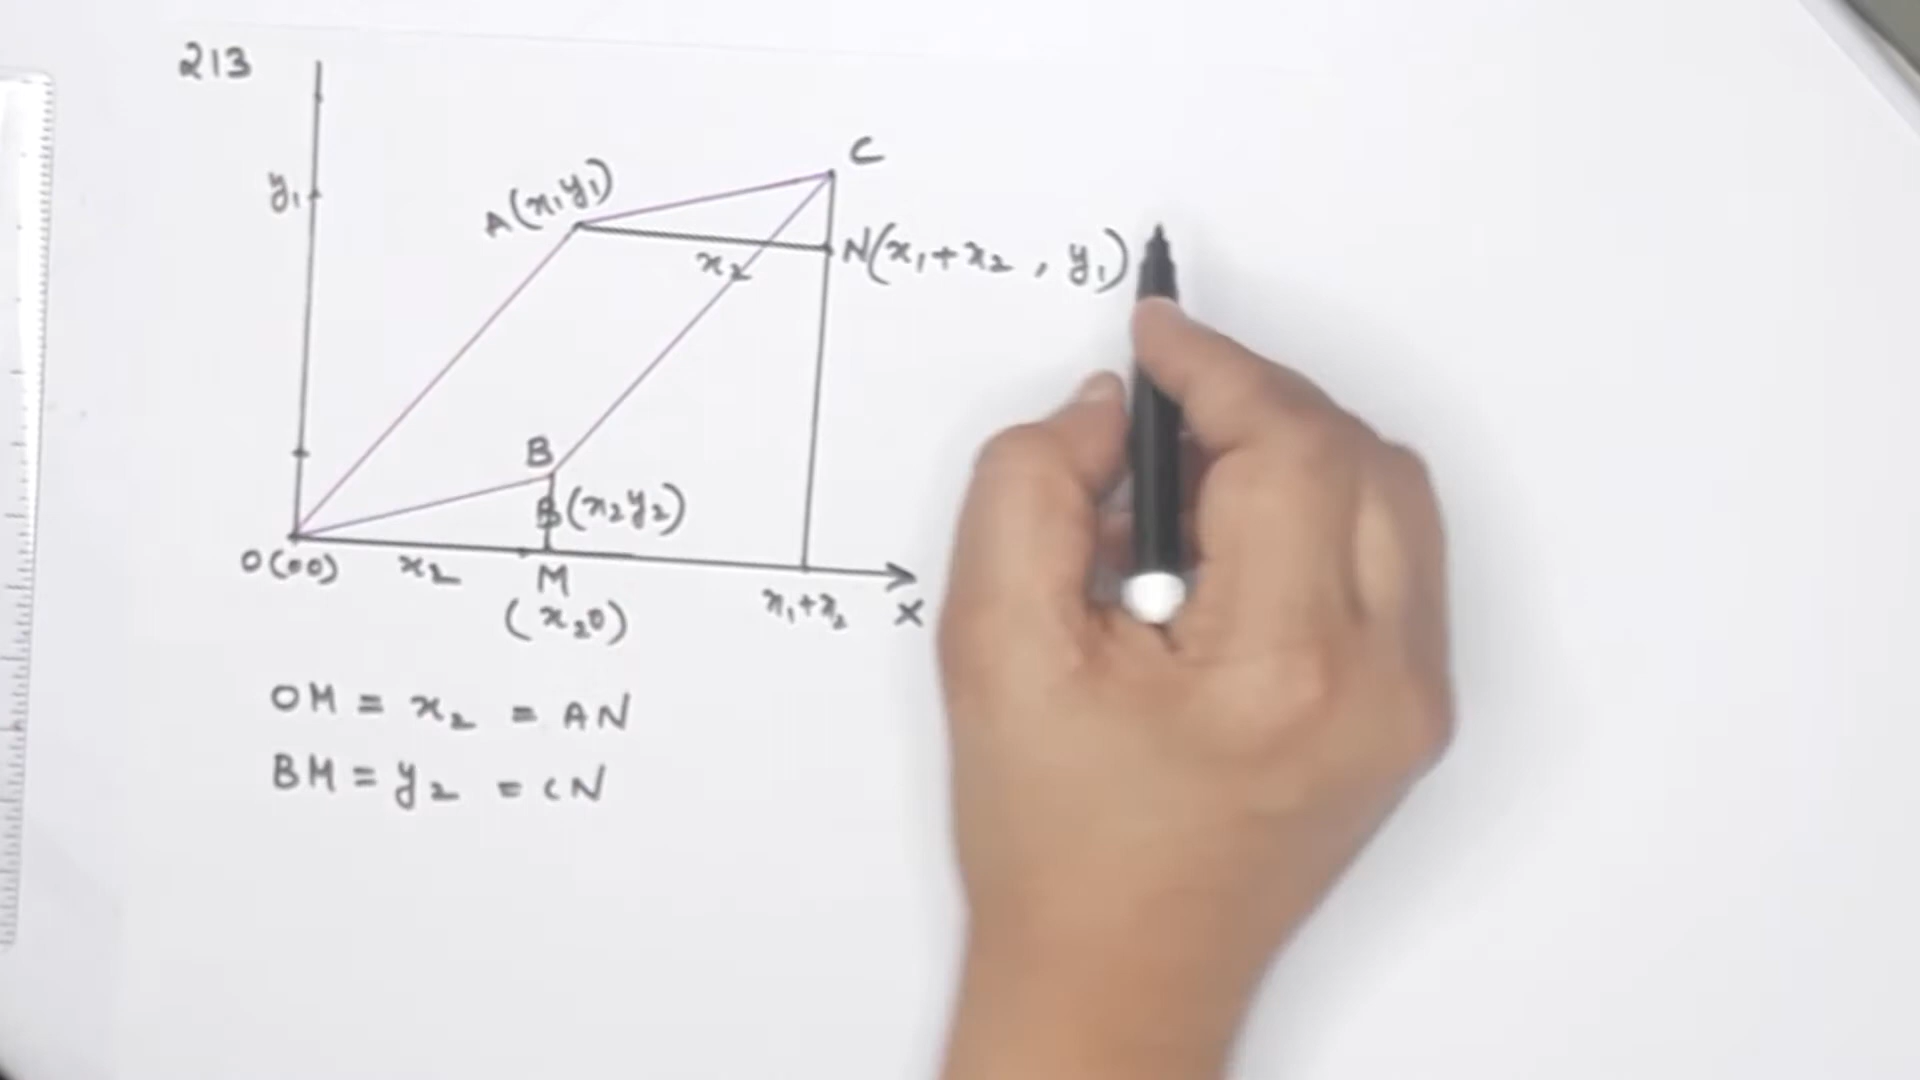 213
C
y₁
A(x₁y₁)
N(x₁+x₂ , y₁)
x₂
B
B(x₂y₂)
O(00)
x₂
M
(x₂0)
x₁+x₂
X
OM = x₂ = AN
BM = y₂ = CN